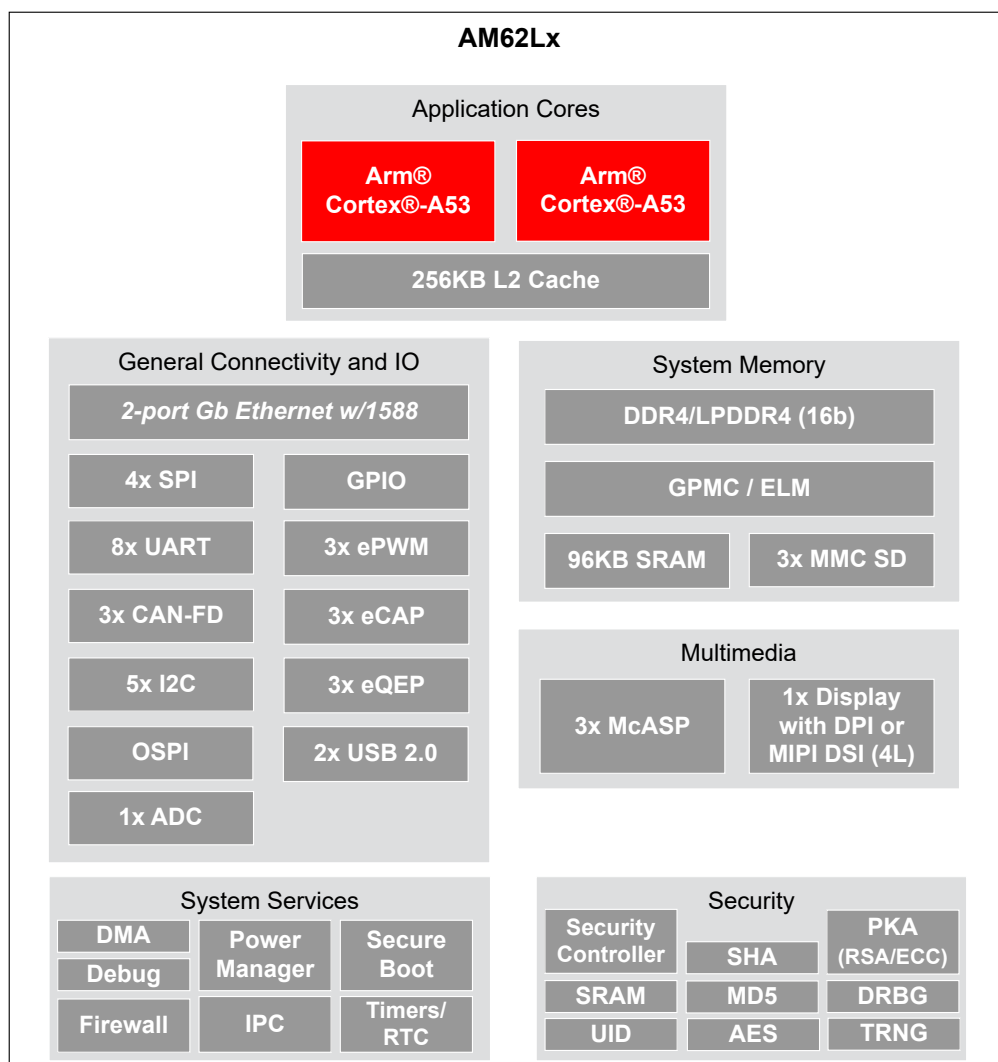 AM62Lx
Application Cores
Arm®
Cortex®-A53
Arm®
Cortex®-A53
256KB L2 Cache
General Connectivity and IO
2-port Gb Ethernet w/1588
4x SPI
GPIO
8x UART
3x ePWM
3x CAN-FD
3x eCAP
5x I2C
3x eQEP
OSPI
2x USB 2.0
1x ADC
System Memory
DDR4/LPDDR4 (16b)
GPMC / ELM
96KB SRAM
3x MMC SD
Multimedia
3x McASP
1x Display
with DPI or
MIPI DSI (4L)
System Services
DMA
Debug
Power
Manager
Secure
Boot
Firewall
IPC
Timers/
RTC
Security
Security
Controller
SHA
PKA
(RSA/ECC)
SRAM
MD5
DRBG
UID
AES
TRNG